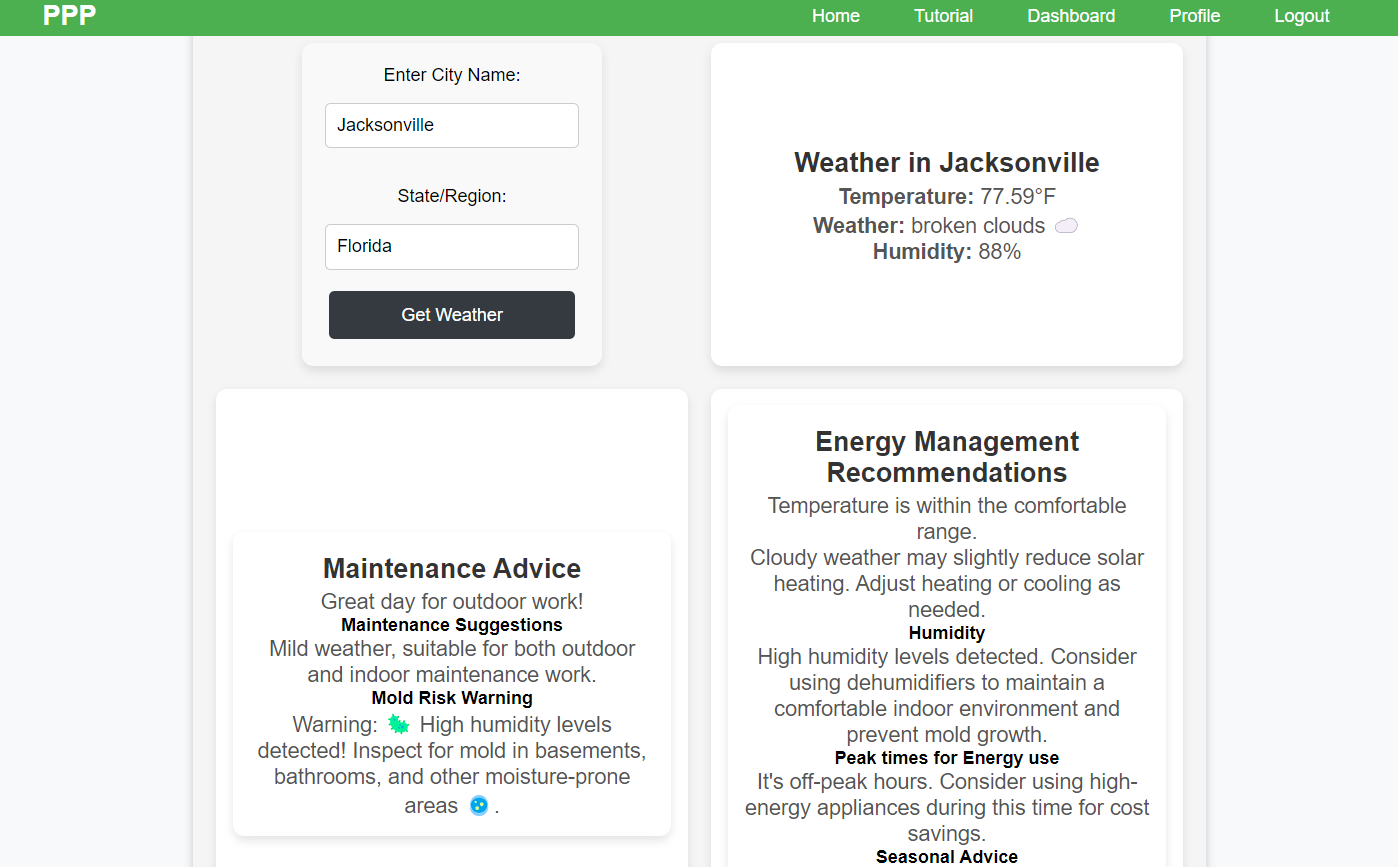 PPP
Home Tutorial Dashboard Profile Logout
Enter City Name:
Jacksonville
State/Region:
Florida
Get Weather
Weather in Jacksonville
Temperature: 77.59°F
Weather: broken clouds
Humidity: 88%
Maintenance Advice
Great day for outdoor work!
Maintenance Suggestions
Mild weather, suitable for both outdoor
and indoor maintenance work.
Mold Risk Warning
Warning: 🦠 High humidity levels
detected! Inspect for mold in basements,
bathrooms, and other moisture-prone
areas .
Energy Management
Recommendations
Temperature is within the comfortable
range.
Cloudy weather may slightly reduce solar
heating. Adjust heating or cooling as
needed.
Humidity
High humidity levels detected. Consider
using dehumidifiers to maintain a
comfortable indoor environment and
prevent mold growth.
Peak times for Energy use
It's off-peak hours. Consider using high-
energy appliances during this time for cost
savings.
Seasonal Advice